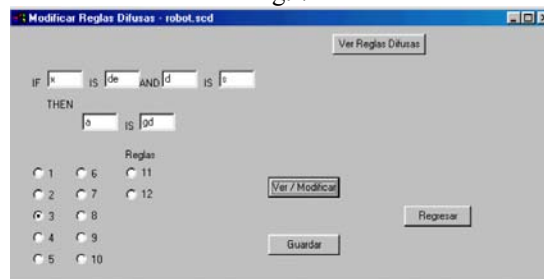 Modificar Reglas Difusas - robot.scd
Ver Reglas Difusas
IF x IS de AND d IS s
THEN
a IS gd
Reglas
1 6 11
2 7 12
3 8
4 9
5 10
Ver / Modificar
Regresar
Guardar